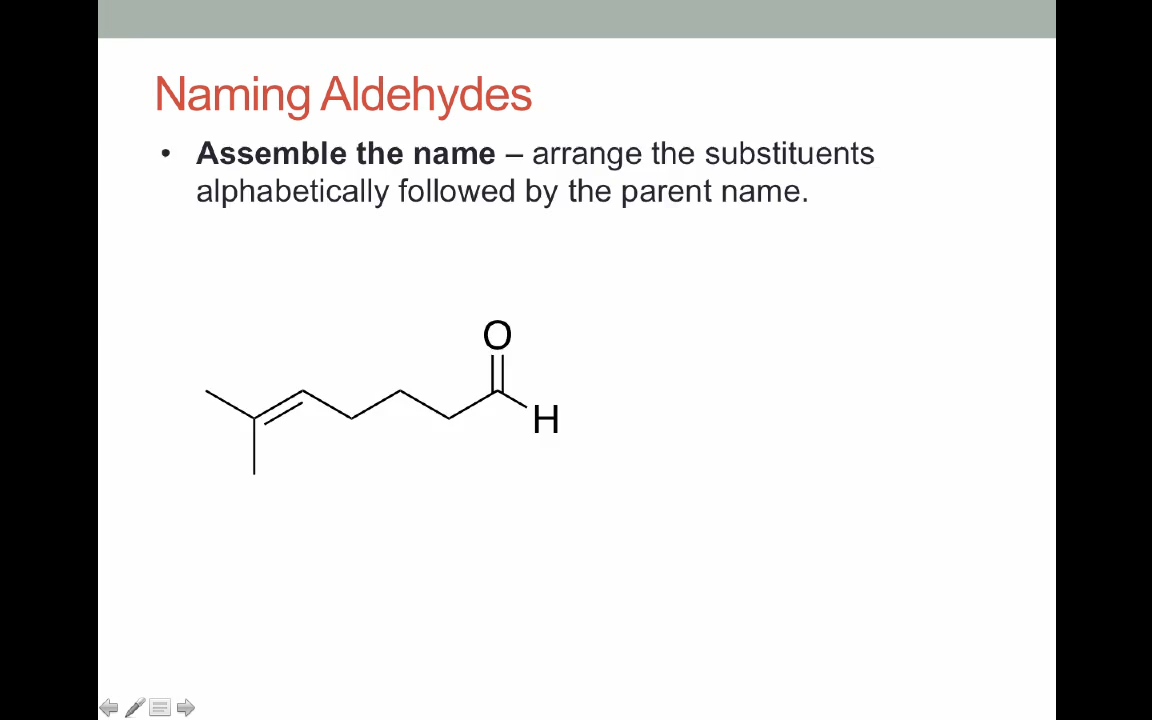 Naming Aldehydes
• Assemble the name – arrange the substituents
alphabetically followed by the parent name.
O
H